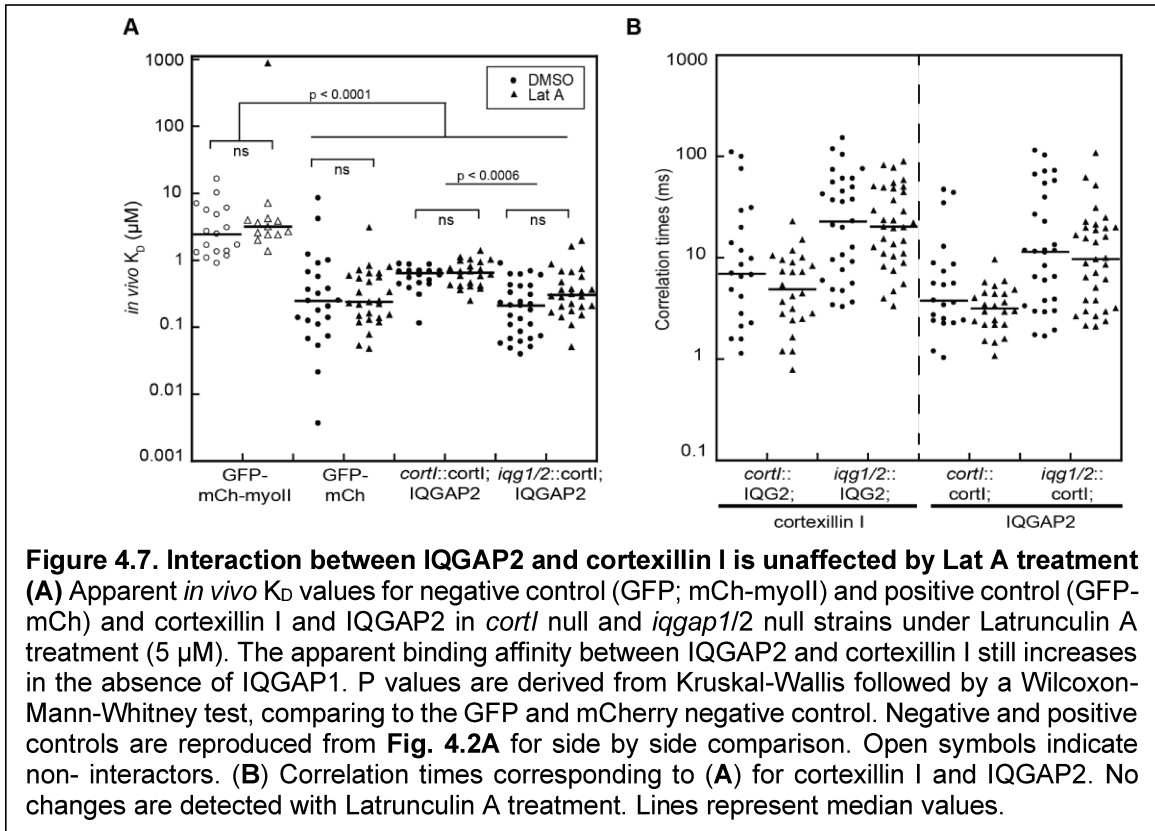 A
B
1000
100
10
1
0.1
0.01
0.001
in vivo KD (µM)
DMSO
Lat A
p < 0.0001
ns
ns
p < 0.0006
ns
ns
GFP-
mCh-myoII
GFP-
mCh
cortI::cortI;
IQGAP2
iqg1/2::cortI;
IQGAP2
1000
100
10
1
0.1
Correlation times (ms)
cortI::
IQG2;
iqg1/2::
IQG2;
cortI::
cortI;
iqg1/2::
cortI;
cortexillin I
IQGAP2
Figure 4.7. Interaction between IQGAP2 and cortexillin I is unaffected by Lat A treatment
(A) Apparent in vivo KD values for negative control (GFP; mCh-myoII) and positive control (GFP-
mCh) and cortexillin I and IQGAP2 in cortI null and iqgap1/2 null strains under Latrunculin A
treatment (5 µM). The apparent binding affinity between IQGAP2 and cortexillin I still increases
in the absence of IQGAP1. P values are derived from Kruskal-Wallis followed by a Wilcoxon-
Mann-Whitney test, comparing to the GFP and mCherry negative control. Negative and positive
controls are reproduced from Fig. 4.2A for side by side comparison. Open symbols indicate
non- interactors. (B) Correlation times corresponding to (A) for cortexillin I and IQGAP2. No
changes are detected with Latrunculin A treatment. Lines represent median values.